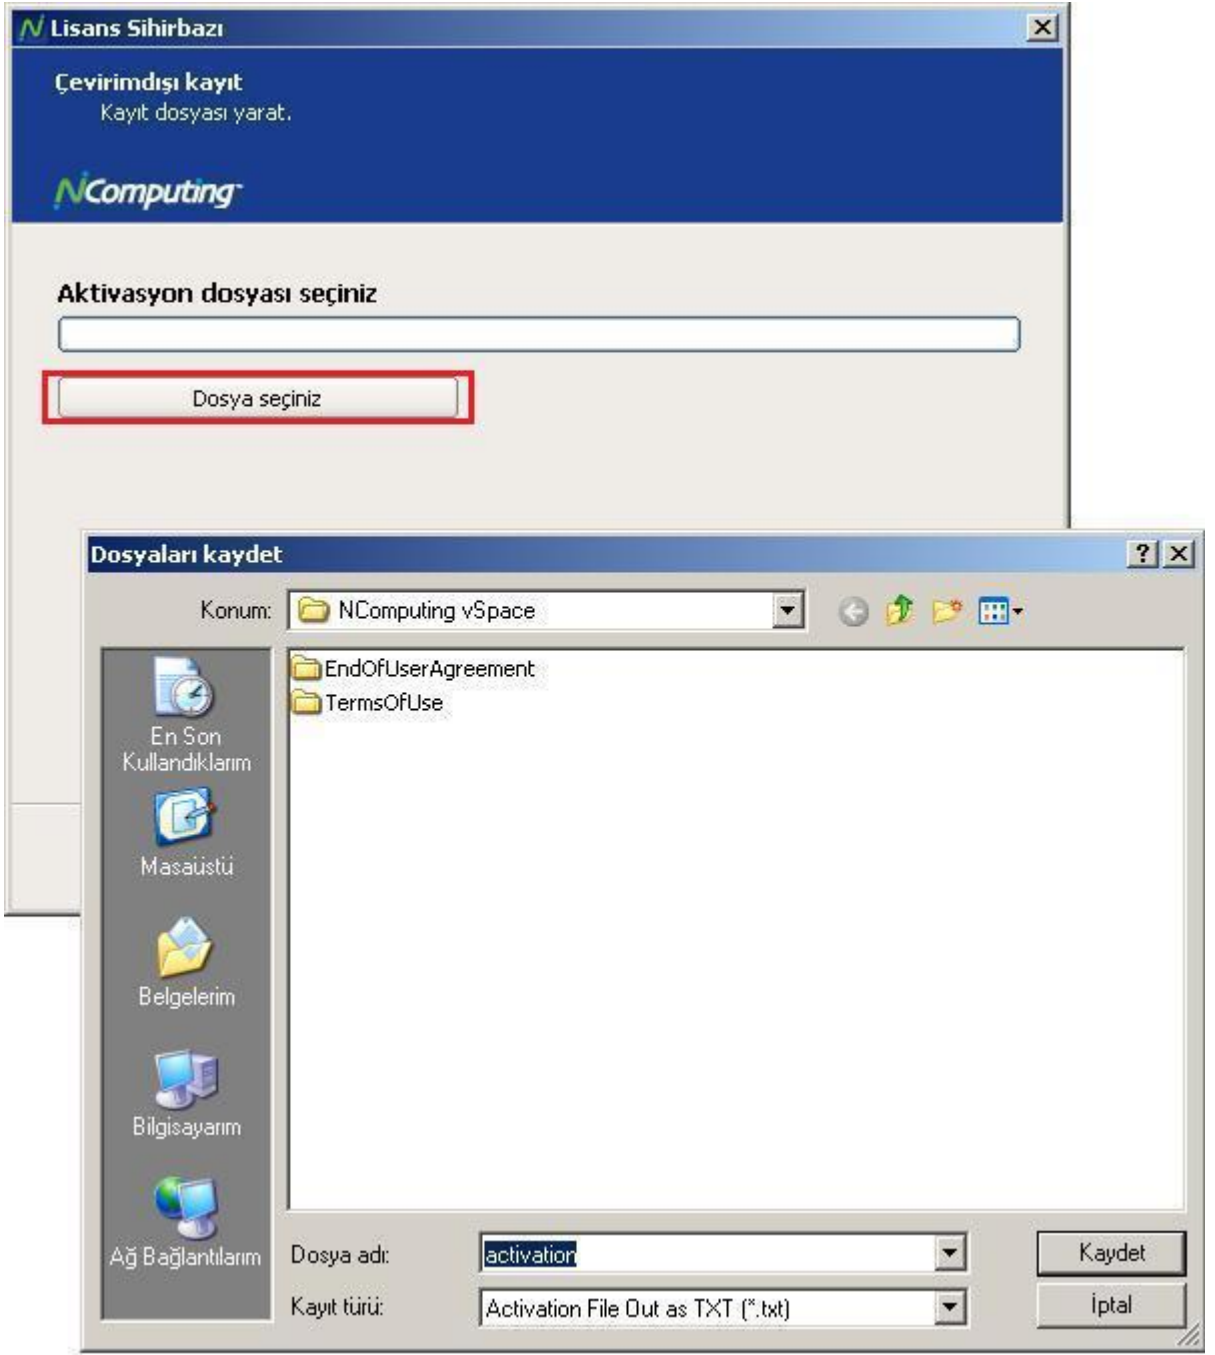 Lisans Sihirbazı
Çevirimdışı kayıt
Kayıt dosyası yarat.
NComputing
Aktivasyon dosyası seçiniz
Dosya seçiniz
Dosyaları kaydet
Konum:
NComputing vSpace
EndOfUserAgreement
TermsOfUse
En Son
Kullandıklarım
Masaüstü
Belgelerim
Bilgisayarım
Ağ Bağlantılarım
Dosya adı:
activation
Kaydet
Kayıt türü:
Activation File Out as TXT (*.txt)
İptal